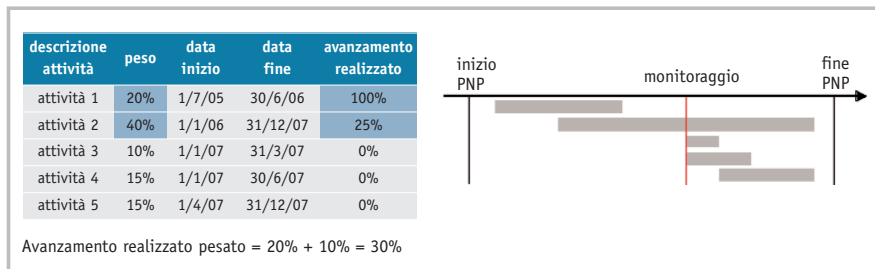 descrizione attività peso data inizio data fine avanzamento realizzato
attività 1 20% 1/7/05 30/6/06 100%
attività 2 40% 1/1/06 31/12/07 25%
attività 3 10% 1/1/07 31/3/07 0%
attività 4 15% 1/1/07 30/6/07 0%
attività 5 15% 1/4/07 31/12/07 0%
Avanzamento realizzato pesato = 20% + 10% = 30%
inizio PNP
monitoraggio
fine PNP